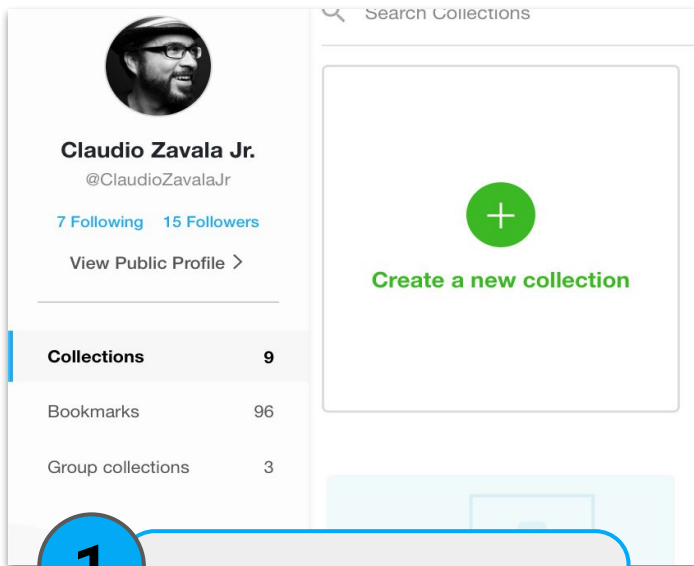 Search Collections
Claudio Zavala Jr.
@ClaudioZavalaJr
7 Following 15 Followers
View Public Profile >
Create a new collection
Collections 9
Bookmarks 96
Group collections 3
1